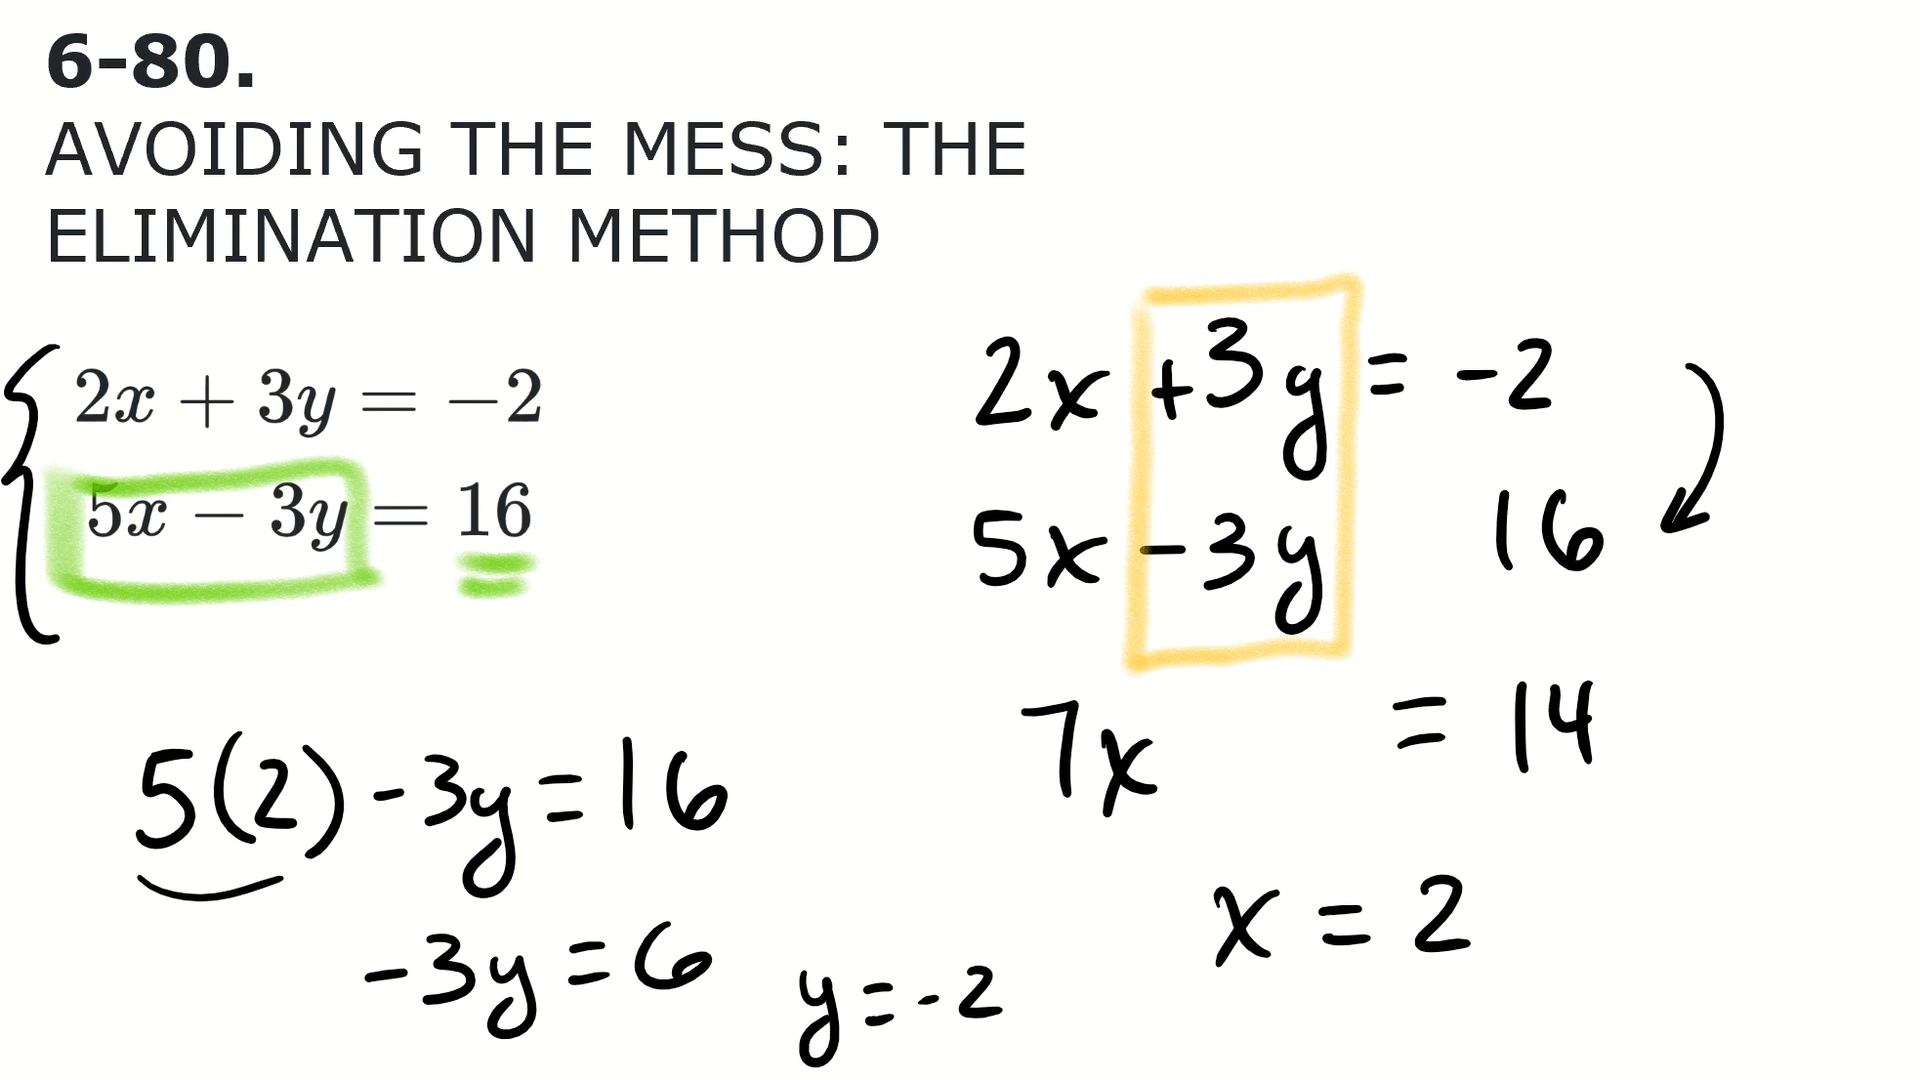 6-80.
AVOIDING THE MESS: THE
ELIMINATION METHOD
2x + 3y = −2
5x − 3y = 16
2x +3y = -2
5x -3y 16
7x = 14
x = 2
5(2) -3y = 16
-3y = 6
y = -2